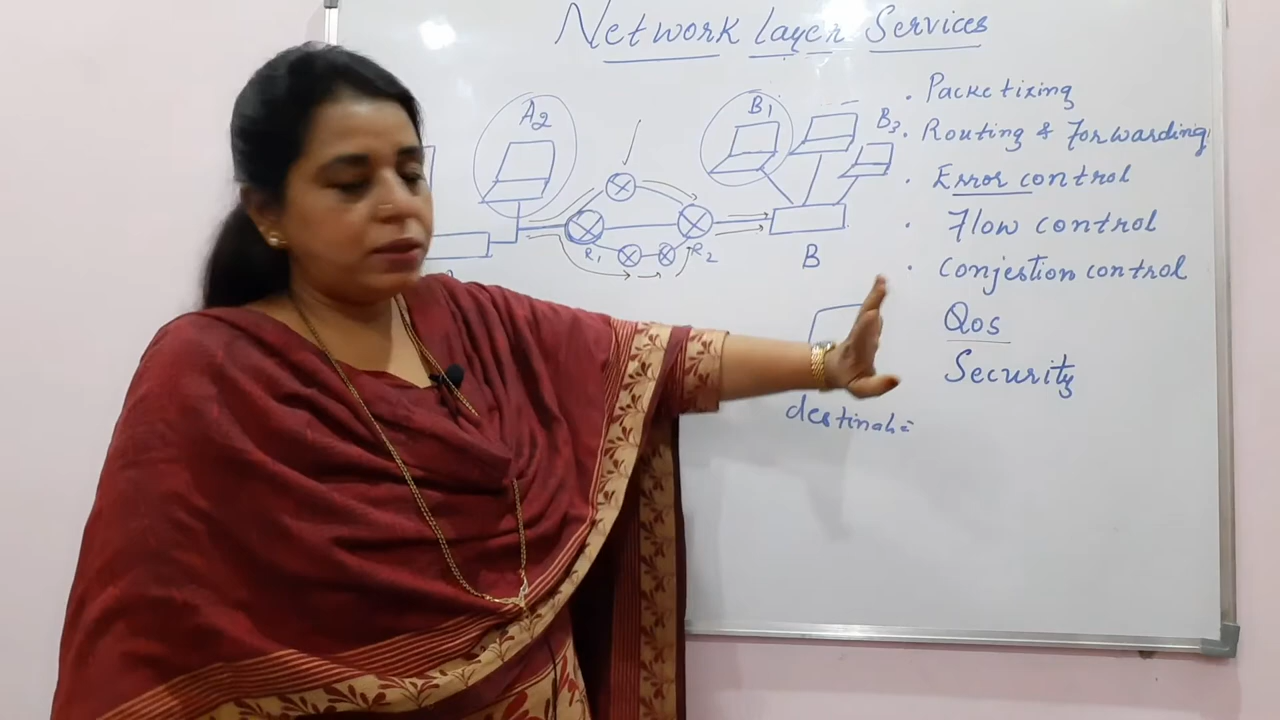 Network layer Services
A2
B1
B3
R1
R2
B
. Packetizing
. Routing & Forwarding
. Error control
. Flow control
. Conjestion control
Qos
Security